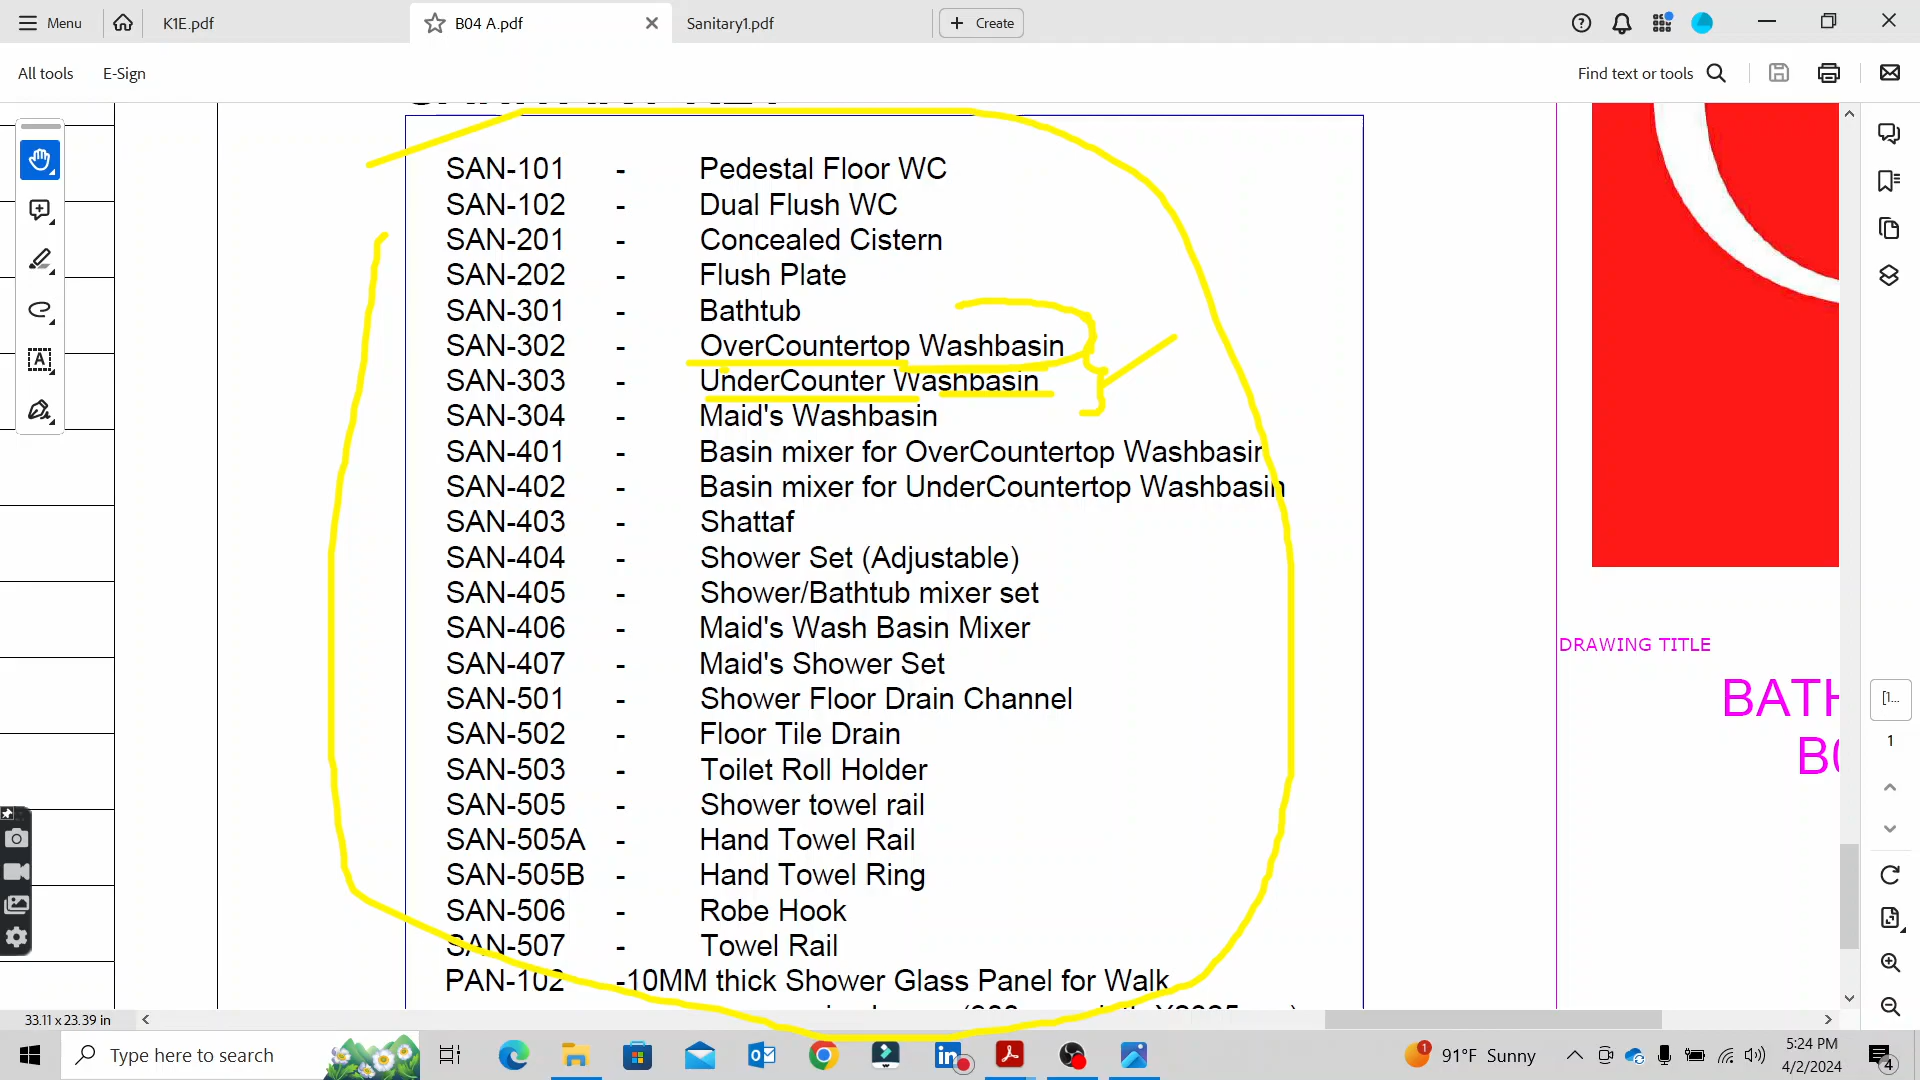 Menu
K1E.pdf
B04 A.pdf
Sanitary1.pdf
Create
All tools
E-Sign
Find text or tools
SAN-101 - Pedestal Floor WC
SAN-102 - Dual Flush WC
SAN-201 - Concealed Cistern
SAN-202 - Flush Plate
SAN-301 - Bathtub
SAN-302 - OverCountertop Washbasin
SAN-303 - UnderCounter Washbasin
SAN-304 - Maid's Washbasin
SAN-401 - Basin mixer for OverCountertop Washbasin
SAN-402 - Basin mixer for UnderCountertop Washbasin
SAN-403 - Shattaf
SAN-404 - Shower Set (Adjustable)
SAN-405 - Shower/Bathtub mixer set
SAN-406 - Maid's Wash Basin Mixer
SAN-407 - Maid's Shower Set
SAN-501 - Shower Floor Drain Channel
SAN-502 - Floor Tile Drain
SAN-503 - Toilet Roll Holder
SAN-505 - Shower towel rail
SAN-505A - Hand Towel Rail
SAN-505B - Hand Towel Ring
SAN-506 - Robe Hook
SAN-507 - Towel Rail
PAN-102 -10MM thick Shower Glass Panel for Walk
DRAWING TITLE
BATH
B0
[1...
1
33.11 x 23.39 in
Type here to search
1
91°F Sunny
5:24 PM
4/2/2024
4